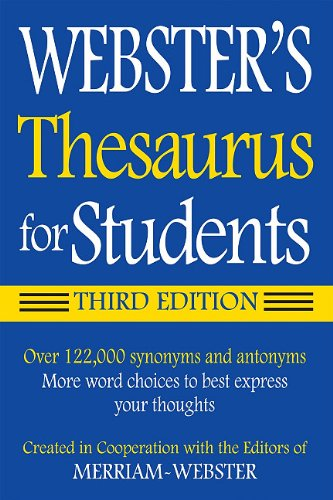 WEBSTER'S
Thesaurus
for Students
THIRD EDITION
Over 122,000 synonyms and antonyms
More word choices to best express
your thoughts
Created in Cooperation with the Editors of
MERRIAM-WEBSTER